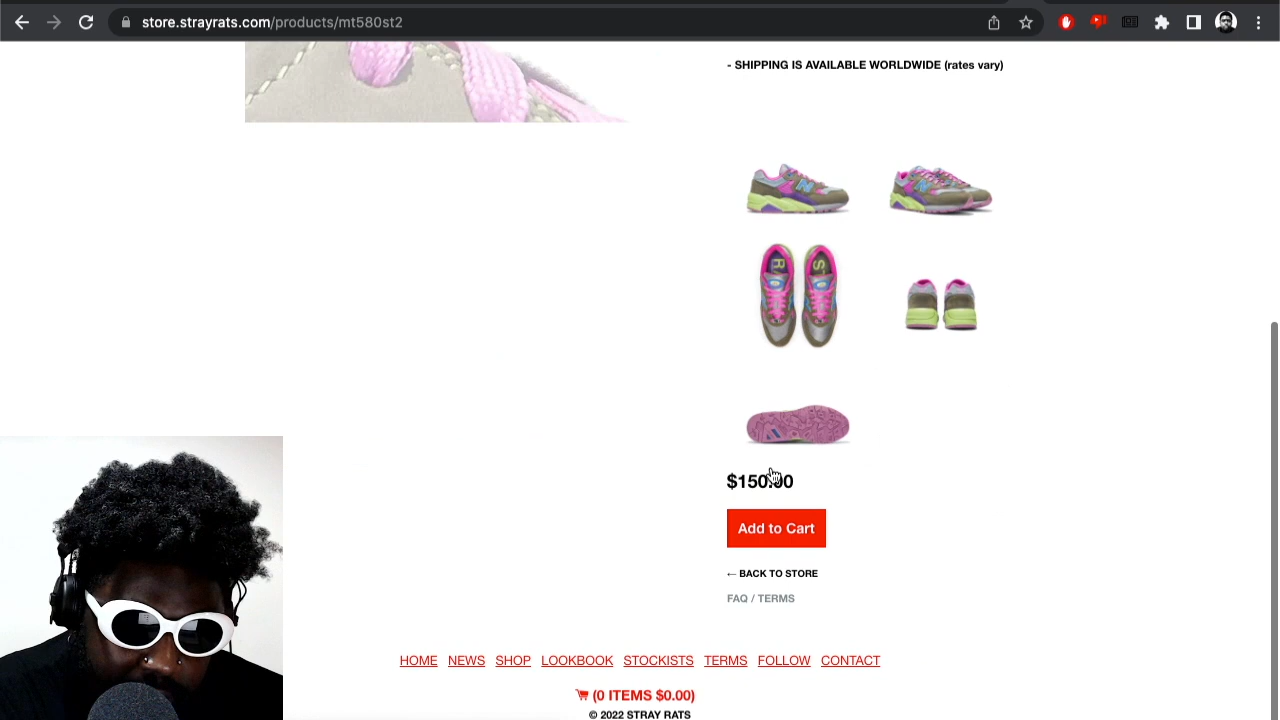 store.strayrats.com/products/mt580st2
- SHIPPING IS AVAILABLE WORLDWIDE (rates vary)
$150.00
Add to Cart
← BACK TO STORE
FAQ / TERMS
HOME NEWS SHOP LOOKBOOK STOCKISTS TERMS FOLLOW CONTACT
(0 ITEMS $0.00)
© 2022 STRAY RATS